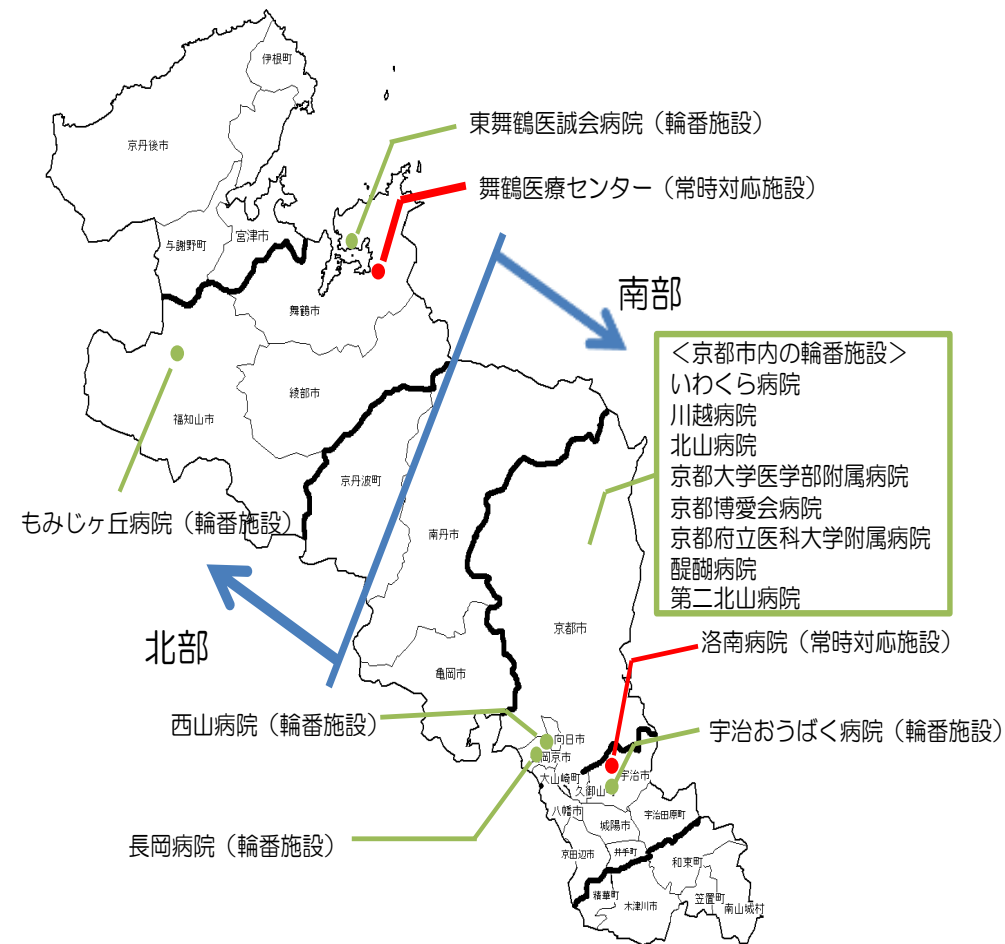 伊根町
東舞鶴医誠会病院（輪番施設）
京丹後市
舞鶴医療センター（常時対応施設）
与謝野町
宮津市
南部
舞鶴市
＜京都市内の輪番施設＞
いわくら病院
川越病院
北山病院
京都大学医学部附属病院
京都博愛会病院
京都府立医科大学附属病院
醍醐病院
第二北山病院
綾部市
福知山市
京丹波町
もみじヶ丘病院（輪番施設）
南丹市
京都市
北部
洛南病院（常時対応施設）
亀岡市
西山病院（輪番施設）
宇治おうばく病院（輪番施設）
向日市
岡京市
大山崎町
宇治市
久御山
八幡市
城陽市
宇治田原町
長岡病院（輪番施設）
京田辺市
井手町
和束町
精華町
木津川市
笠置町
南山城村